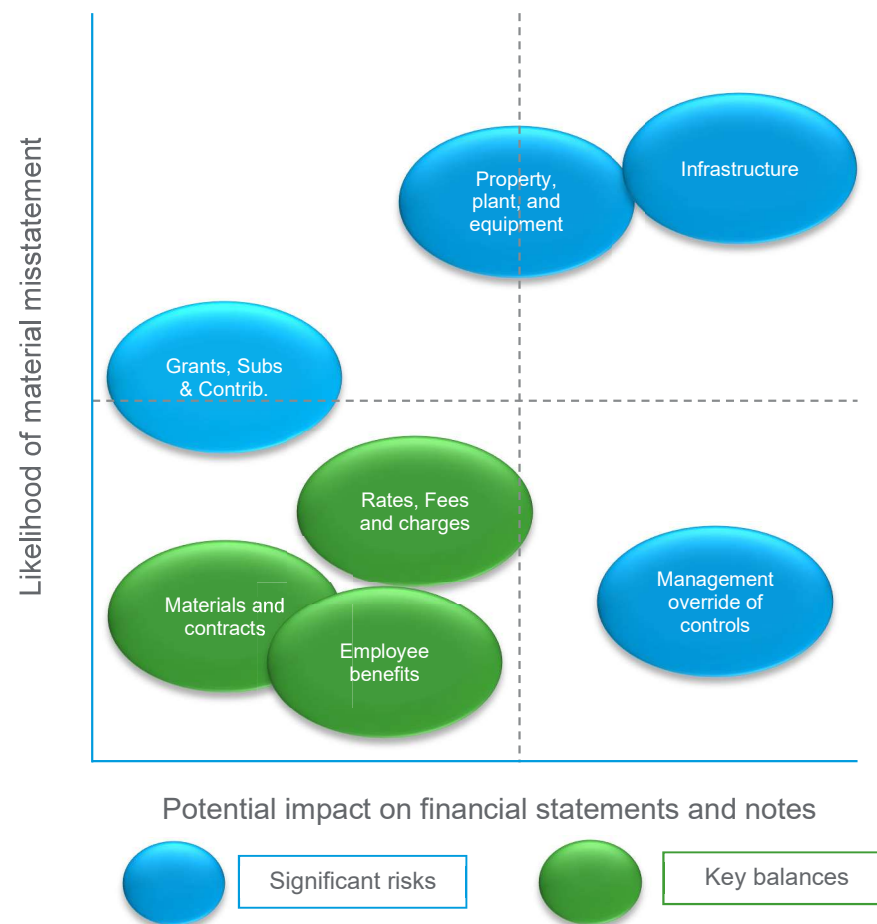 Likelihood of material misstatement
Property,
plant, and
equipment
Infrastructure
Grants, Subs
& Contrib.
Rates, Fees
and charges
Materials and
contracts
Employee
benefits
Management
override of
controls
Potential impact on financial statements and notes
Significant risks
Key balances